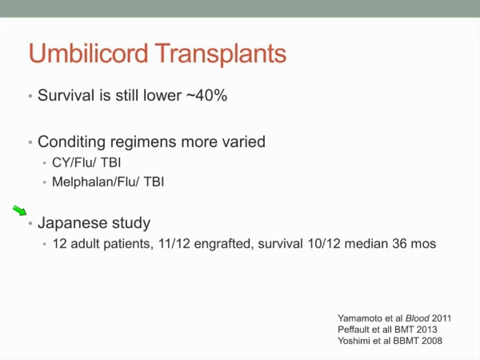 Umbilicord Transplants
• Survival is still lower ~40%
• Conditing regimens more varied
• CY/Flu/ TBI
• Melphalan/Flu/ TBI
• Japanese study
• 12 adult patients, 11/12 engrafted, survival 10/12 median 36 mos
Yamamoto et al Blood 2011
Peffault et all BMT 2013
Yoshimi et al BBMT 2008